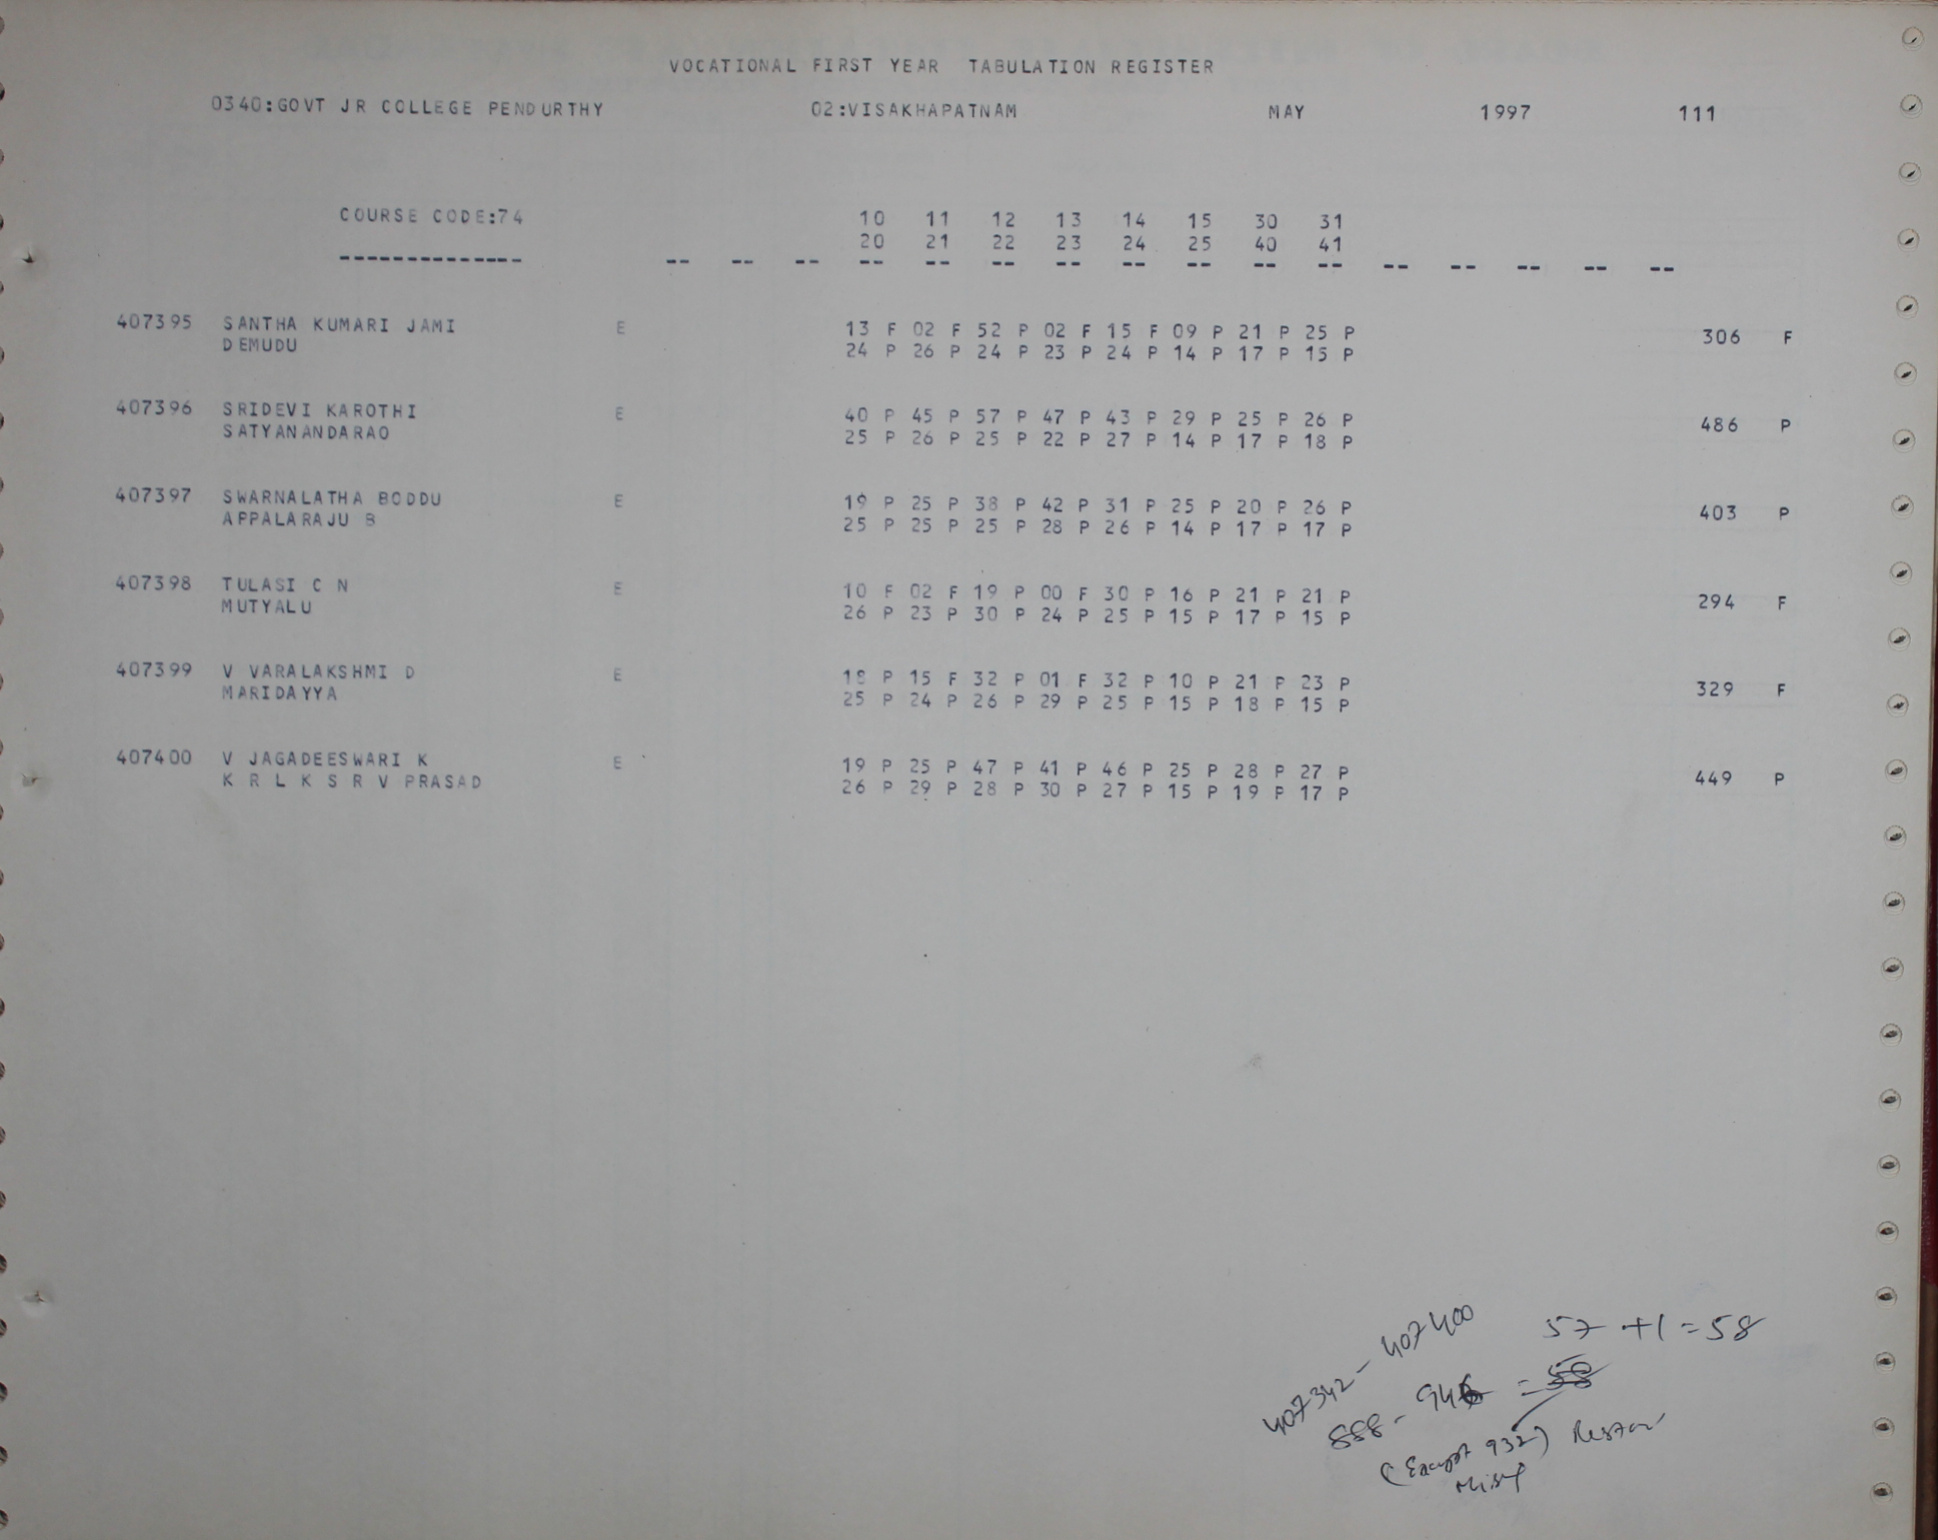 VOCATIONAL FIRST YEAR TABULATION REGISTER
0340:GOVT JR COLLEGE PENDURTHY 02:VISAKHAPATNAM MAY 1997 111
COURSE CODE:74 10 11 12 13 14 15 30 31
20 21 22 23 24 25 40 41
-------------- -- -- -- -- -- -- -- -- -- -- -- -- -- -- -- --
407395 SANTHA KUMARI JAMI E 13 F 02 F 52 P 02 F 15 F 09 P 21 P 25 P 306 F
DEMUDU 24 P 26 P 24 P 23 P 24 P 14 P 17 P 15 P
407396 SRIDEVI KAROTHI E 40 P 45 P 57 P 47 P 43 P 29 P 25 P 26 P 486 P
SATYANANDARAO 25 P 26 P 25 P 22 P 27 P 14 P 17 P 18 P
407397 SWARNALATHA BODDU E 19 P 25 P 38 P 42 P 31 P 25 P 20 P 26 P 403 P
APPALARAJU B 25 P 25 P 25 P 28 P 26 P 14 P 17 P 17 P
407398 TULASI C N E 10 F 02 F 19 P 00 F 30 P 16 P 21 P 21 P 294 F
MUTYALU 26 P 23 P 30 P 24 P 25 P 15 P 17 P 15 P
407399 V VARALAKSHMI D E 18 P 15 F 32 P 01 F 32 P 10 P 21 P 23 P 329 F
MARIDAYYA 25 P 24 P 26 P 29 P 25 P 15 P 18 P 15 P
407400 V JAGADEESWARI K E 19 P 25 P 47 P 41 P 46 P 25 P 28 P 27 P 449 P
K R L K S R V PRASAD 26 P 29 P 28 P 30 P 27 P 15 P 19 P 17 P
407342 - 407400 57 +1 = 58
888 - 946 = 58
(Except 932)